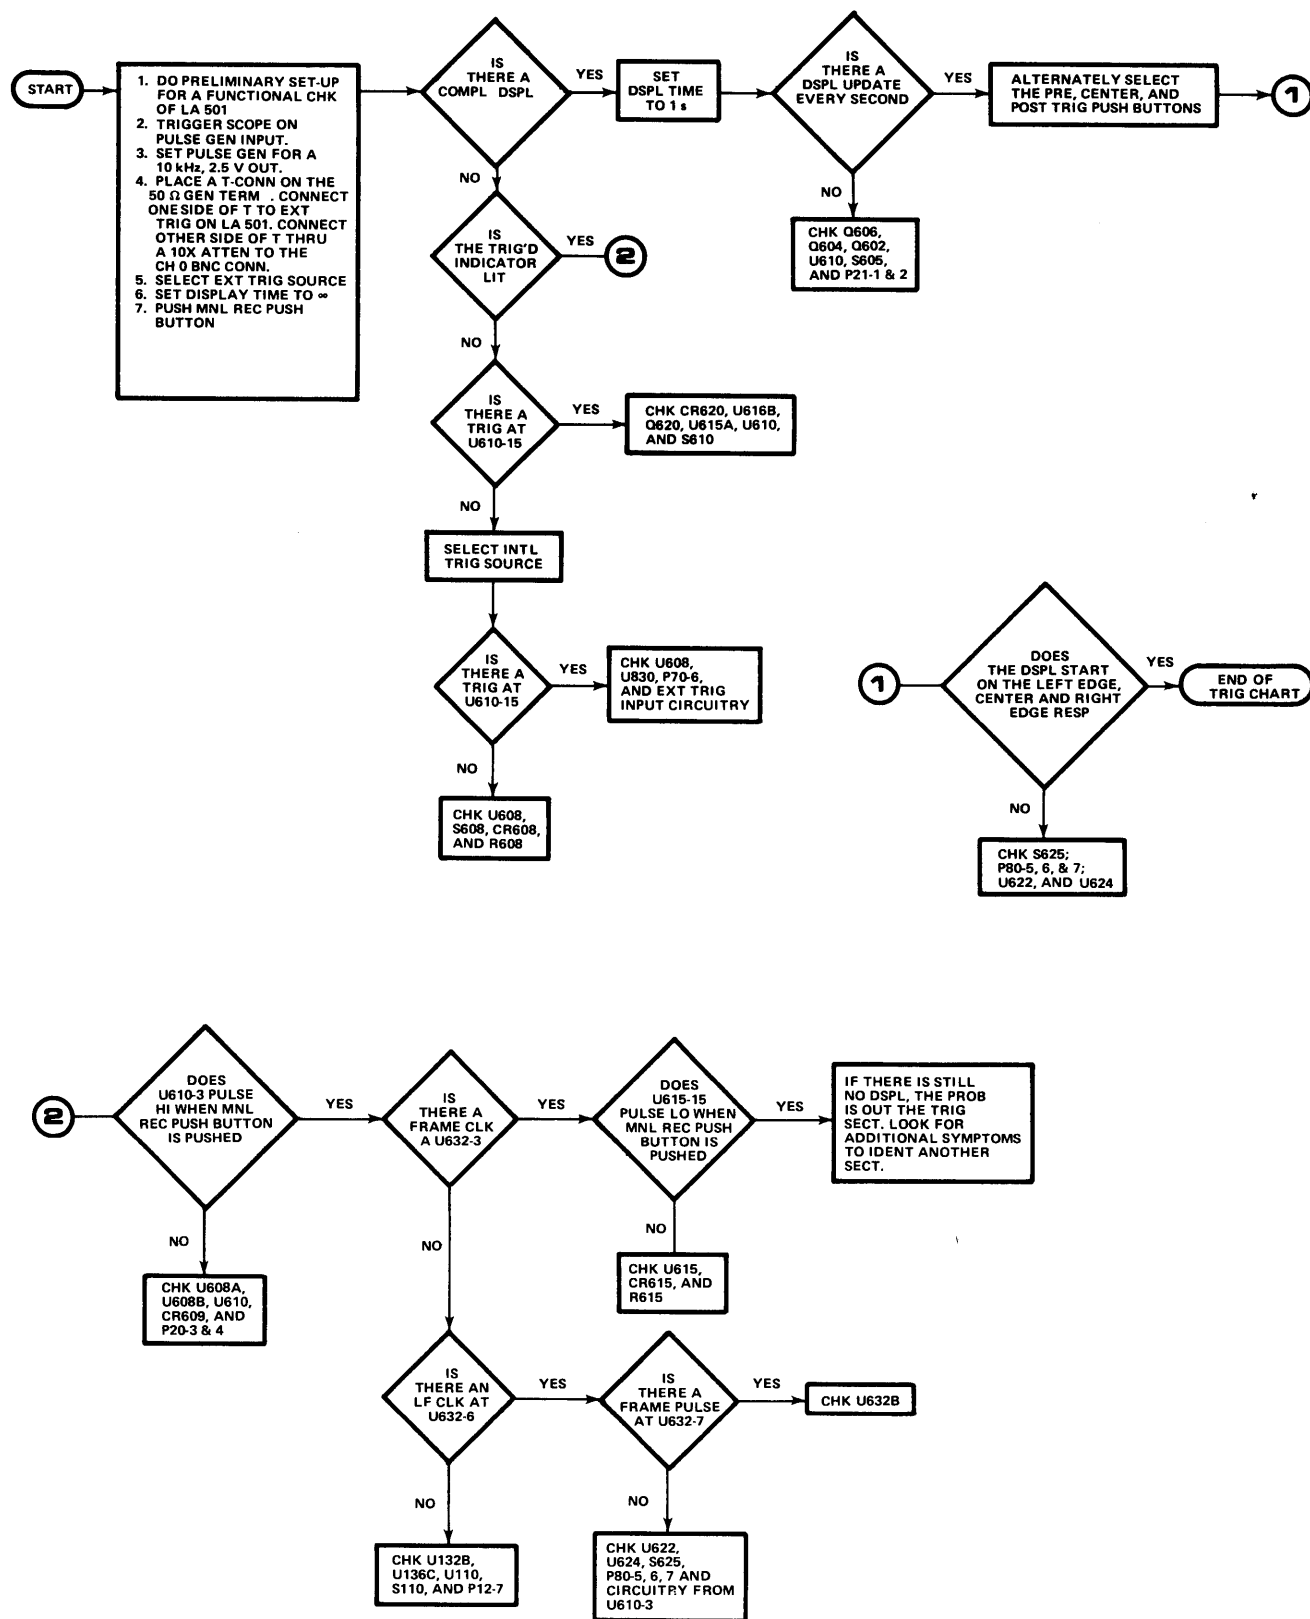 START
1. DO PRELIMINARY SET-UP
FOR A FUNCTIONAL CHK
OF LA 501
2. TRIGGER SCOPE ON
PULSE GEN INPUT.
3. SET PULSE GEN FOR A
10 kHz, 2.5 V OUT.
4. PLACE A T-CONN ON THE
50 Ω GEN TERM . CONNECT
ONE SIDE OF T TO EXT
TRIG ON LA 501. CONNECT
OTHER SIDE OF T THRU
A 10X ATTEN TO THE
CH 0 BNC CONN.
5. SELECT EXT TRIG SOURCE
6. SET DISPLAY TIME TO ∞
7. PUSH MNL REC PUSH
BUTTON
IS
THERE A
COMPL DSPL
YES
SET
DSPL TIME
TO 1 s
IS
THERE A
DSPL UPDATE
EVERY SECOND
YES
ALTERNATELY SELECT
THE PRE, CENTER, AND
POST TRIG PUSH BUTTONS
1
NO
NO
CHK Q606,
Q604, Q602,
U610, S605,
AND P21-1 & 2
IS
THE TRIG'D
INDICATOR
LIT
YES
2
NO
IS
THERE A
TRIG AT
U610-15
YES
CHK CR620, U616B,
Q620, U615A, U610,
AND S610
NO
SELECT INTL
TRIG SOURCE
IS
THERE A
TRIG AT
U610-15
YES
CHK U608,
U830, P70-6,
AND EXT TRIG
INPUT CIRCUITRY
NO
CHK U608,
S608, CR608,
AND R608
1
DOES
THE DSPL START
ON THE LEFT EDGE,
CENTER AND RIGHT
EDGE RESP
YES
END OF
TRIG CHART
NO
CHK S625;
P80-5, 6, & 7;
U622, AND U624
2
DOES
U610-3 PULSE
HI WHEN MNL
REC PUSH BUTTON
IS PUSHED
YES
IS
THERE A
FRAME CLK
A U632-3
YES
DOES
U615-15
PULSE LO WHEN
MNL REC PUSH
BUTTON IS
PUSHED
YES
IF THERE IS STILL
NO DSPL, THE PROB
IS OUT THE TRIG
SECT. LOOK FOR
ADDITIONAL SYMPTOMS
TO IDENT ANOTHER
SECT.
NO
CHK U608A,
U608B, U610,
CR609, AND
P20-3 & 4
NO
NO
CHK U615,
CR615, AND
R615
IS
THERE AN
LF CLK AT
U632-6
YES
IS
THERE A
FRAME PULSE
AT U632-7
YES
CHK U632B
NO
CHK U132B,
U136C, U110,
S110, AND P12-7
NO
CHK U622,
U624, S625,
P80-5, 6, 7 AND
CIRCUITRY FROM
U610-3